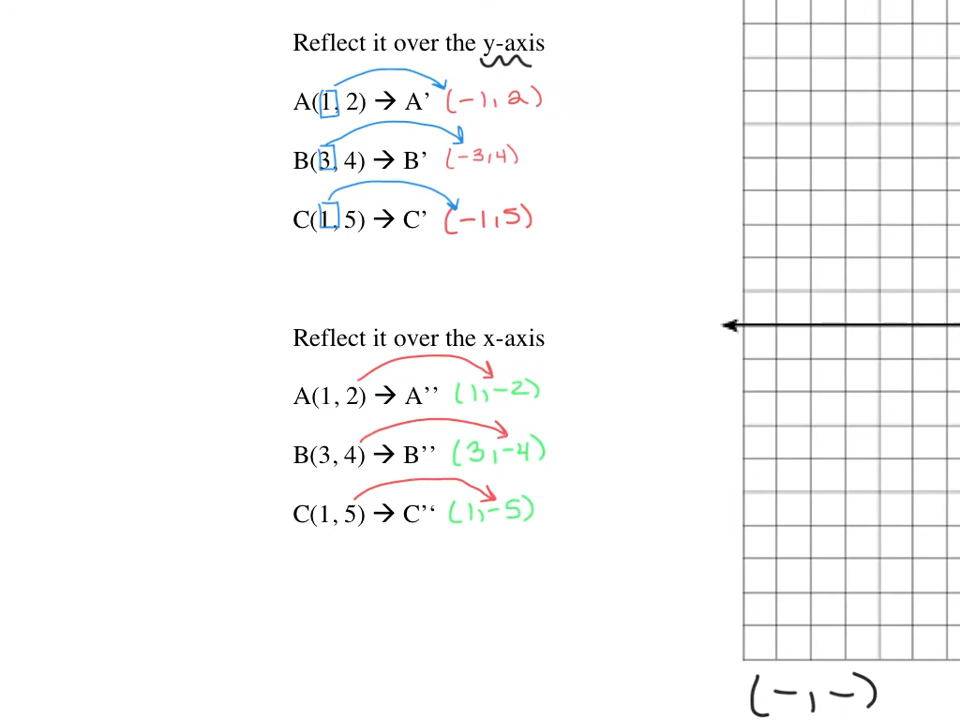 Reflect it over the y-axis
A(1, 2) → A' (-1, 2)
B(3, 4) → B' (-3, 4)
C(1, 5) → C' (-1, 5)
Reflect it over the x-axis
A(1, 2) → A'' (1, -2)
B(3, 4) → B'' (3, -4)
C(1, 5) → C'‘ (1, -5)
(-, -)